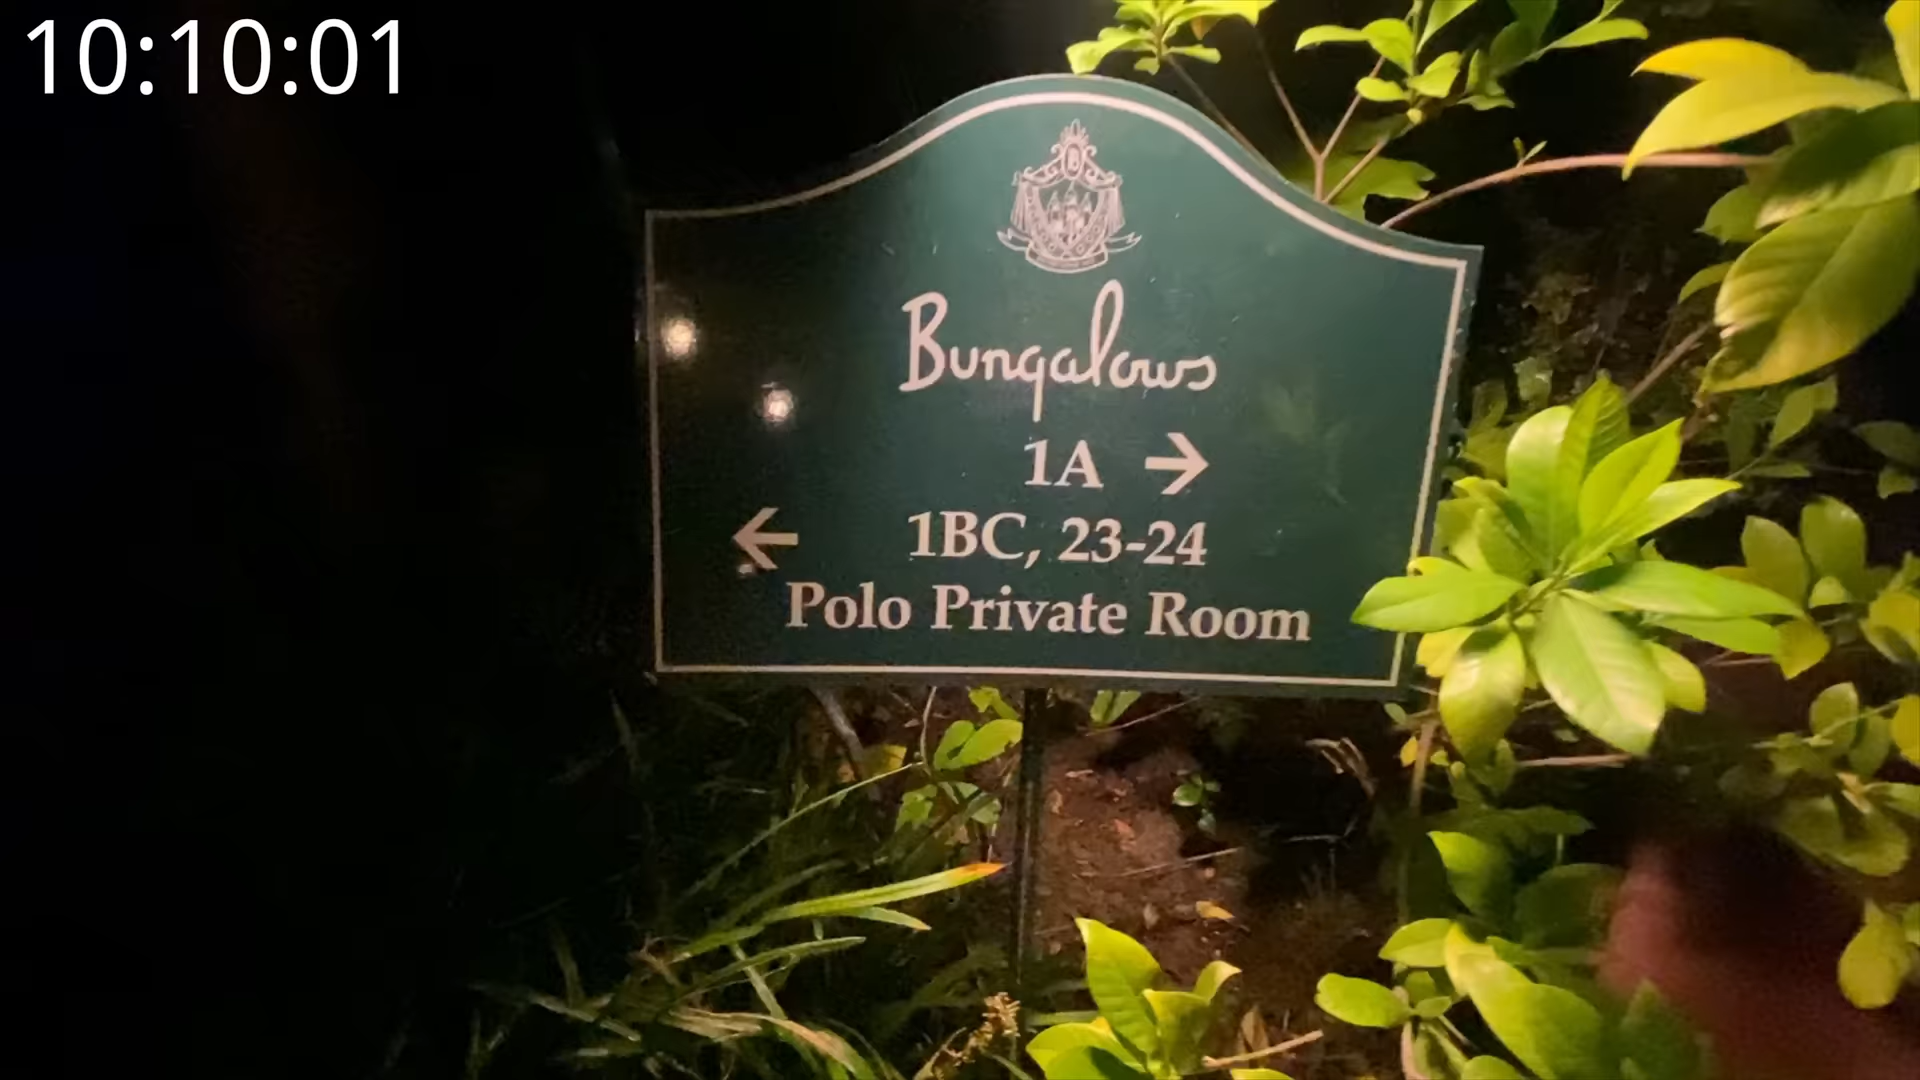 10:10:01
Bungalows
1A →
← 1BC, 23-24
Polo Private Room